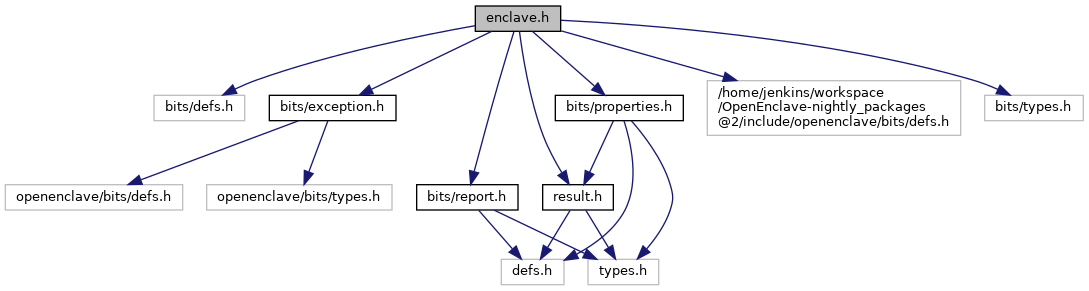 enclave.h
bits/defs.h
bits/exception.h
bits/properties.h
/home/jenkins/workspace
/OpenEnclave-nightly_packages
@2/include/openenclave/bits/defs.h
bits/types.h
openenclave/bits/defs.h
openenclave/bits/types.h
bits/report.h
result.h
defs.h
types.h